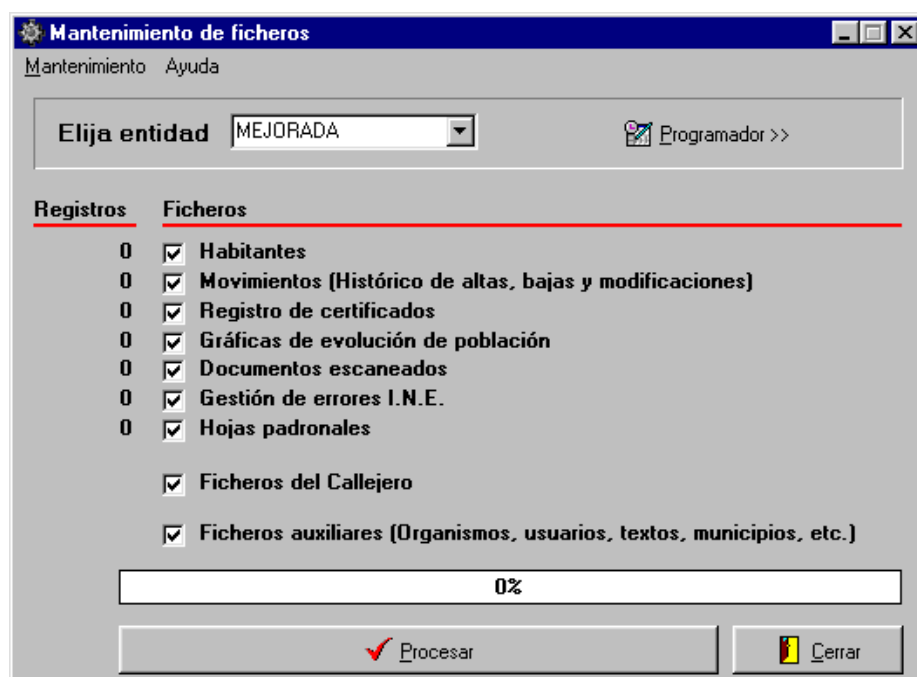 Mantenimiento de ficheros
Mantenimiento Ayuda
Elija entidad MEJORADA Programador >>
Registros Ficheros
0 Habitantes
0 Movimientos (Histórico de altas, bajas y modificaciones)
0 Registro de certificados
0 Gráficas de evolución de población
0 Documentos escaneados
0 Gestión de errores I.N.E.
0 Hojas padronales
Ficheros del Callejero
Ficheros auxiliares (Organismos, usuarios, textos, municipios, etc.)
0%
Procesar Cerrar